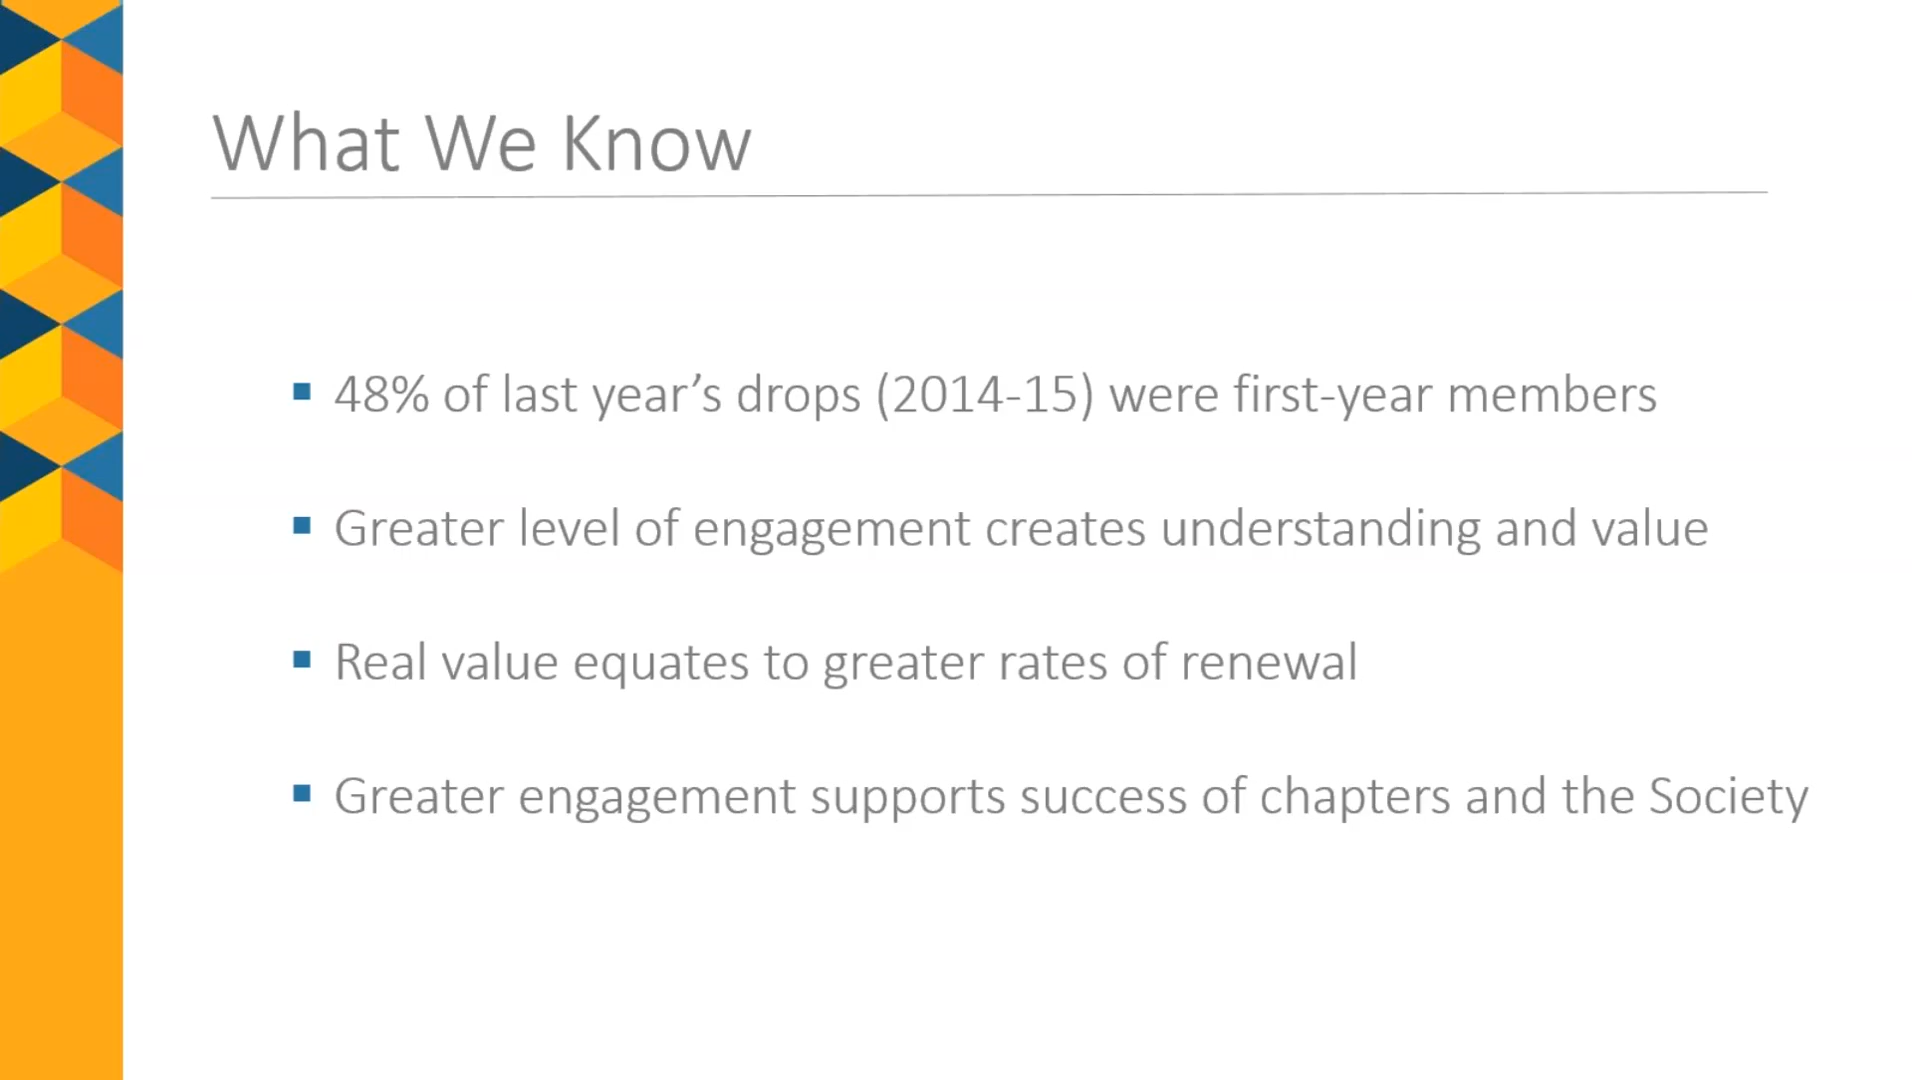 What We Know
▪ 48% of last year’s drops (2014-15) were first-year members
▪ Greater level of engagement creates understanding and value
▪ Real value equates to greater rates of renewal
▪ Greater engagement supports success of chapters and the Society